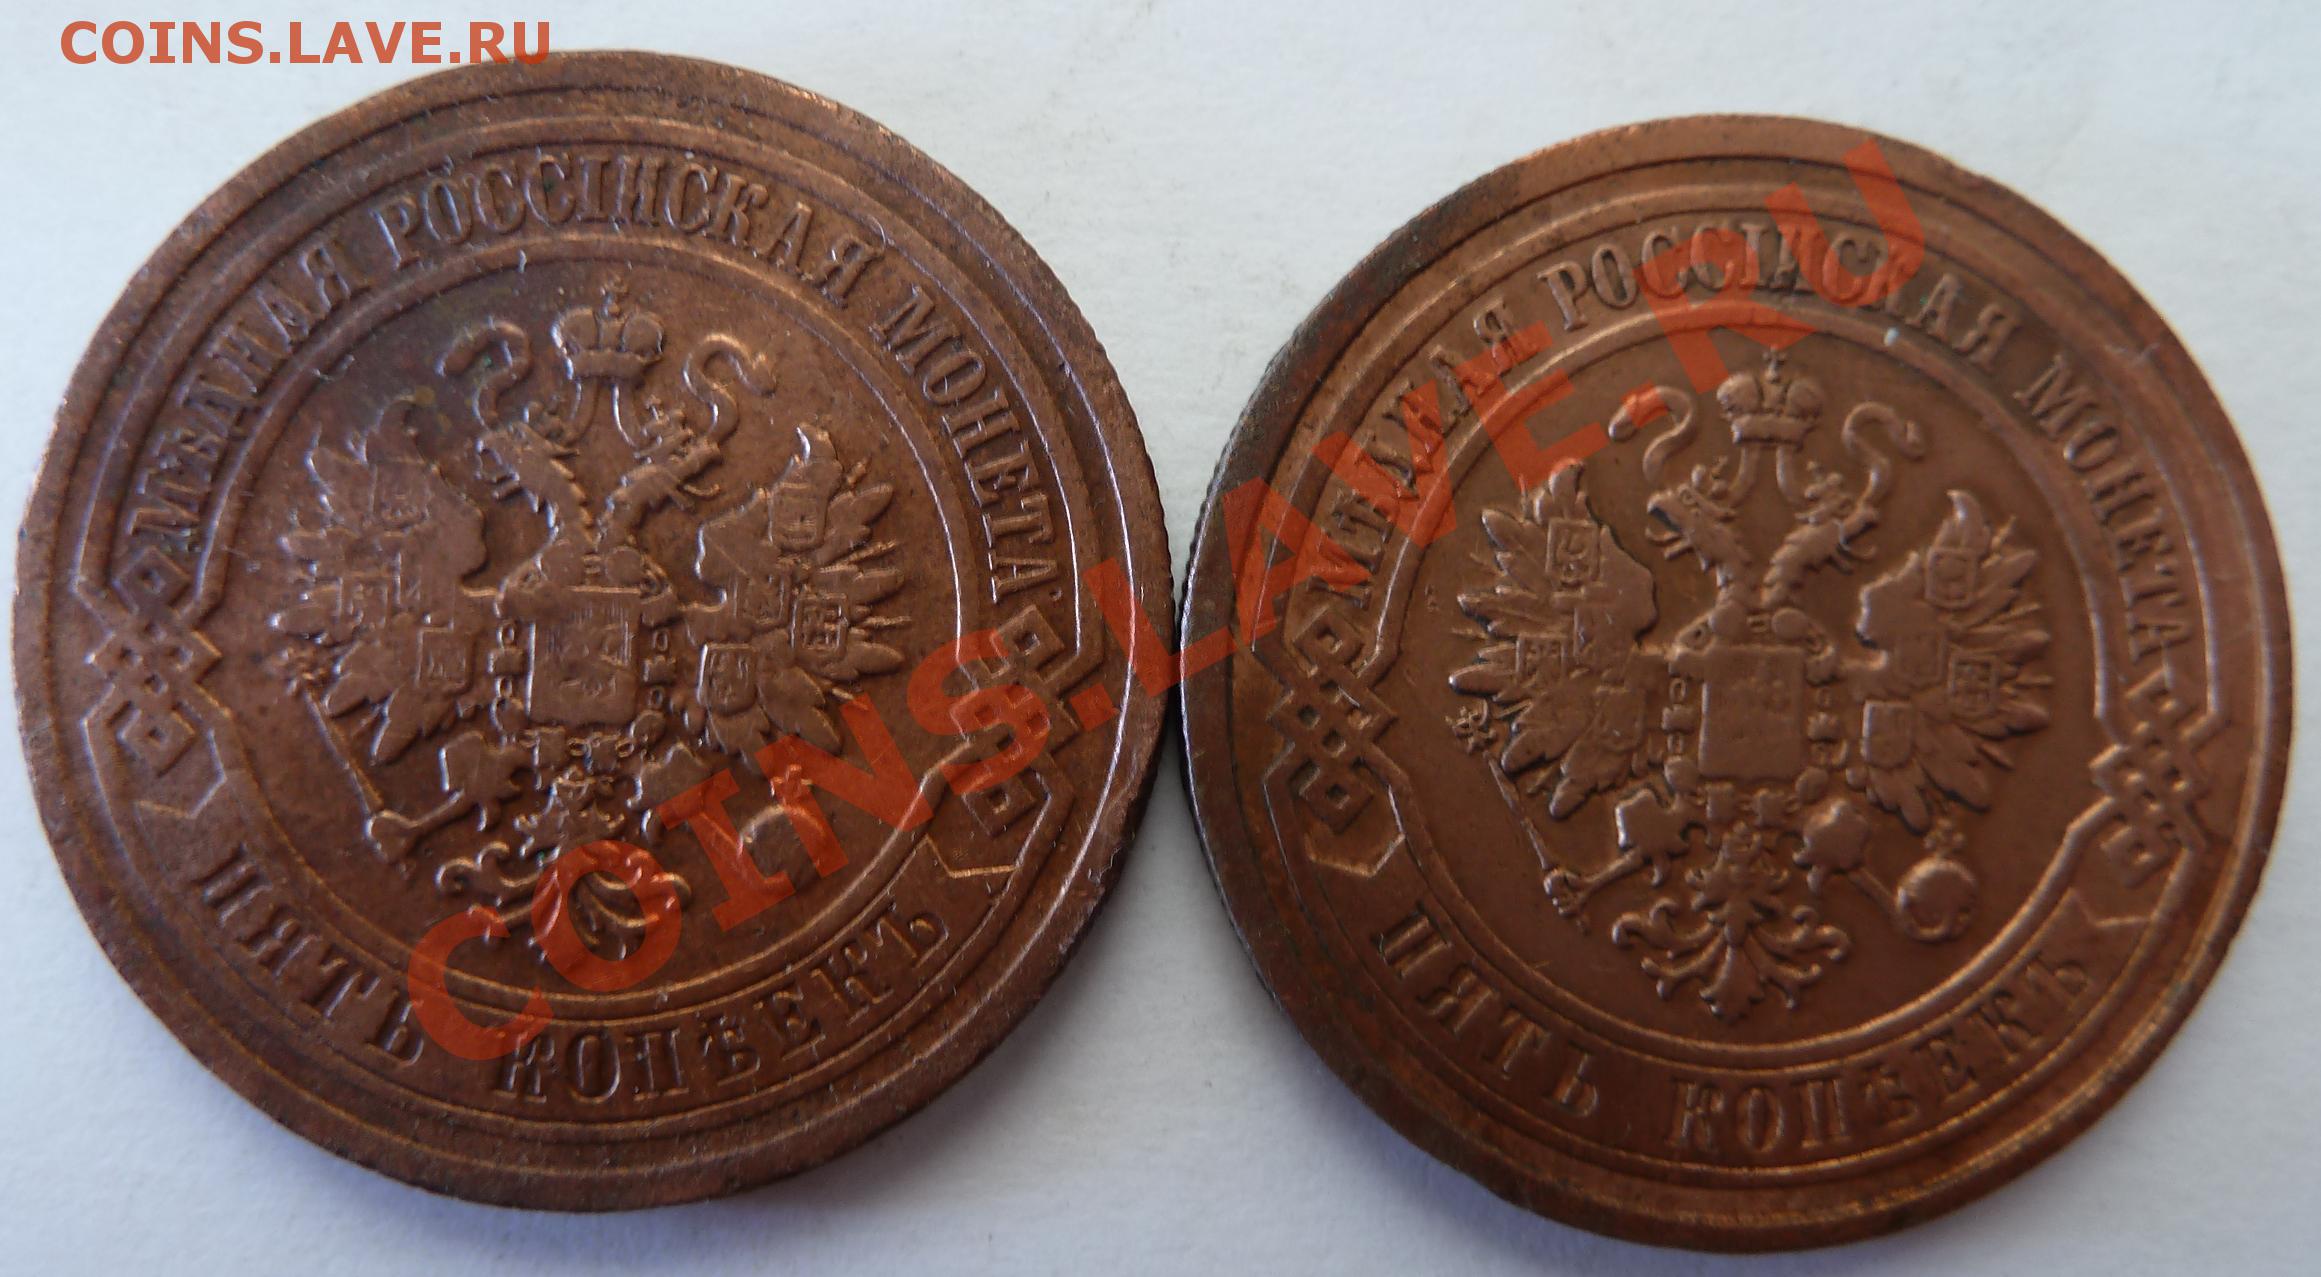 COINS.LAVE.RU
МѢДНАЯ РОССІЙСКАЯ МОНЕТА
ПЯТЬ КОПѢЕКЪ
МѢДНАЯ РОССІЙСКАЯ МОНЕТА
ПЯТЬ КОПѢЕКЪ
COINS.LAVE.RU